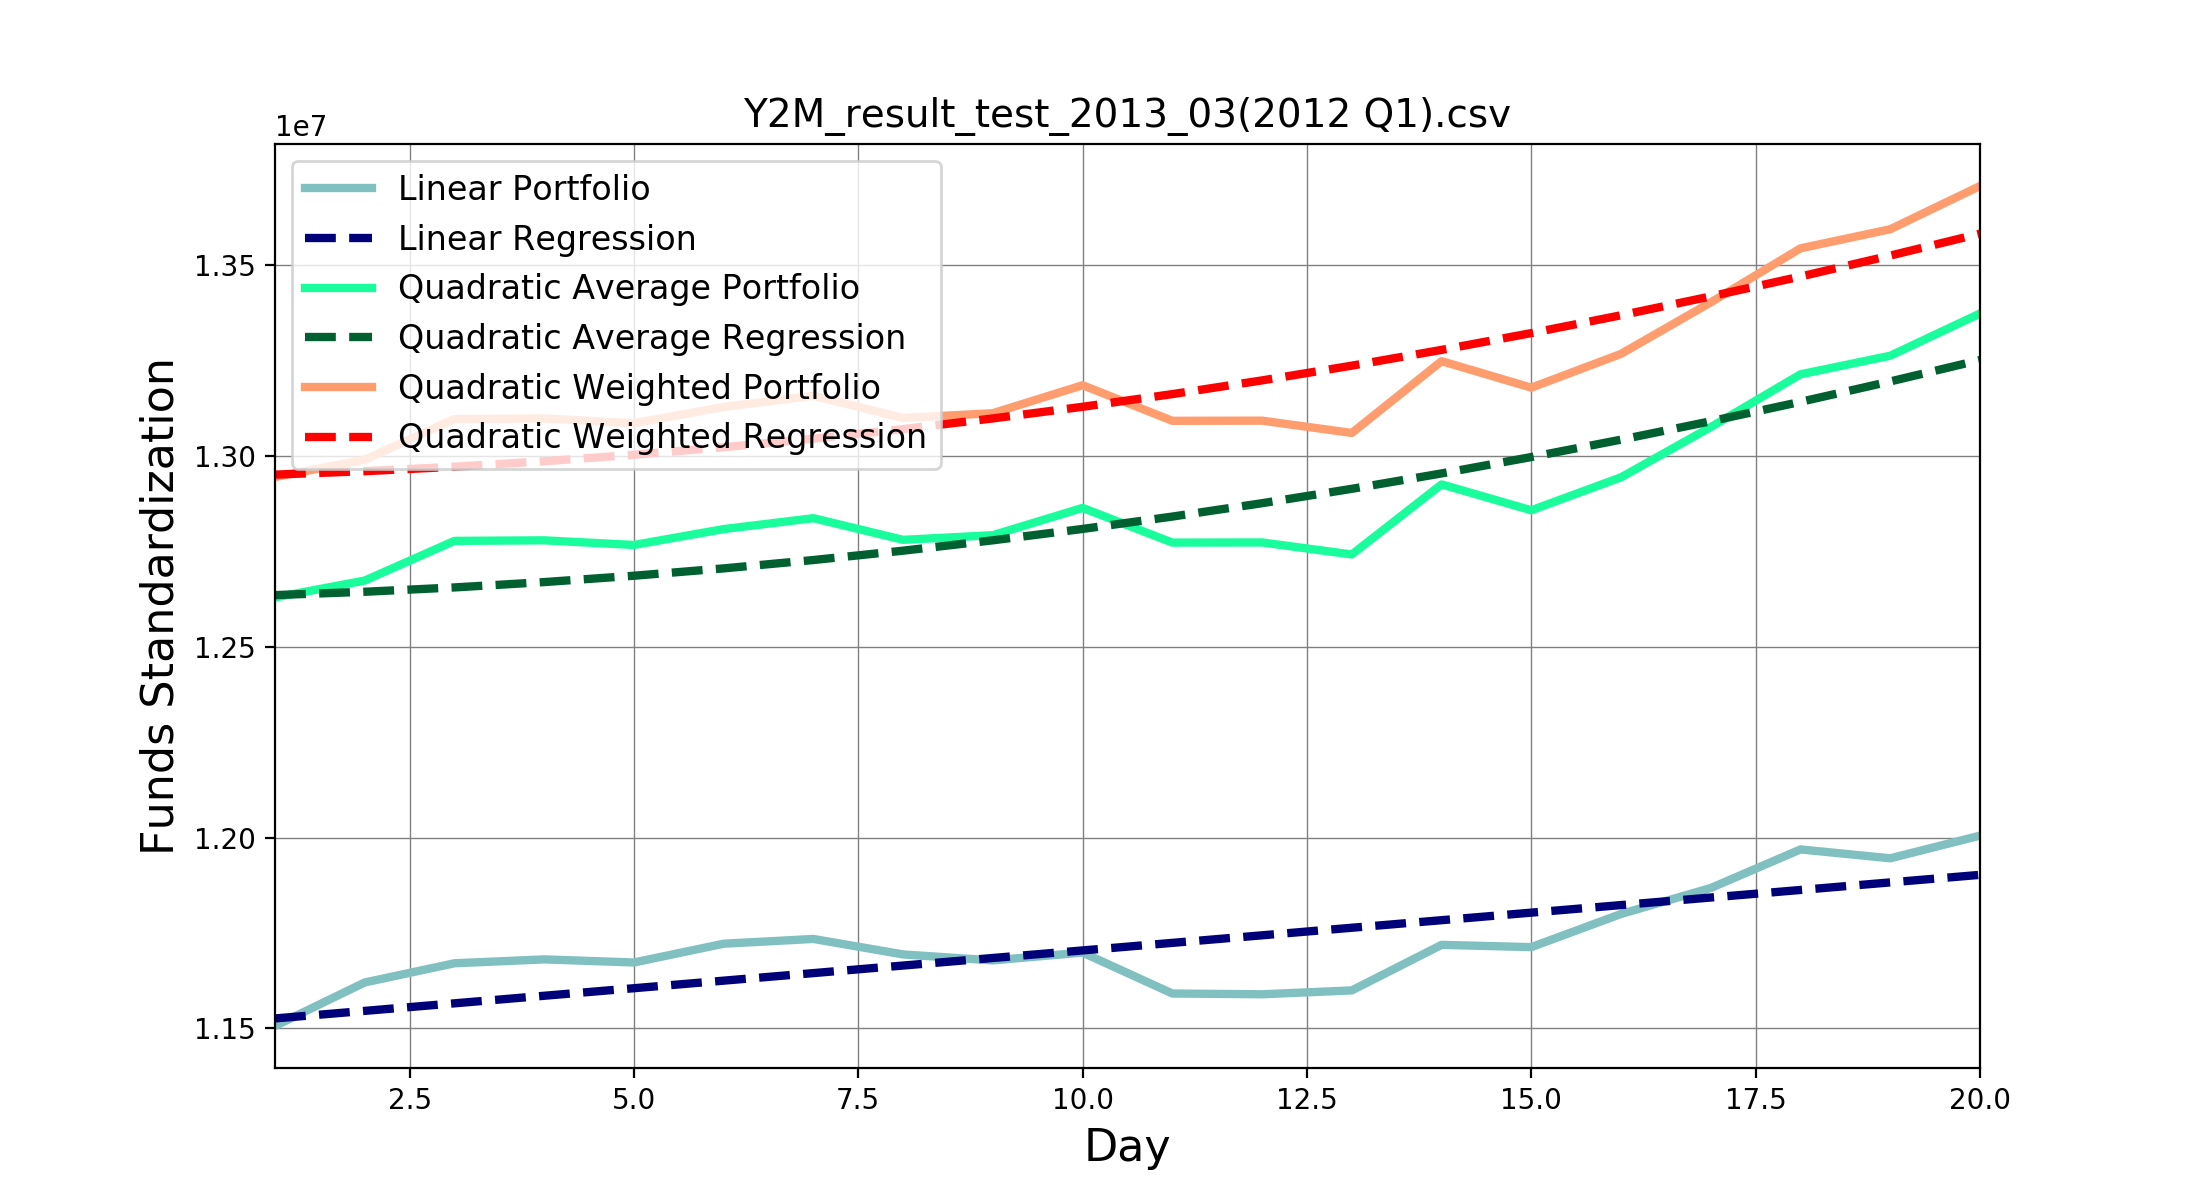 Y2M_result_test_2013_03(2012 Q1).csv
1e7
Linear Portfolio
Linear Regression
Quadratic Average Portfolio
Quadratic Average Regression
Quadratic Weighted Portfolio
Quadratic Weighted Regression
1.35
1.30
1.25
1.20
1.15
Funds Standardization
2.5 5.0 7.5 10.0 12.5 15.0 17.5 20.0
Day